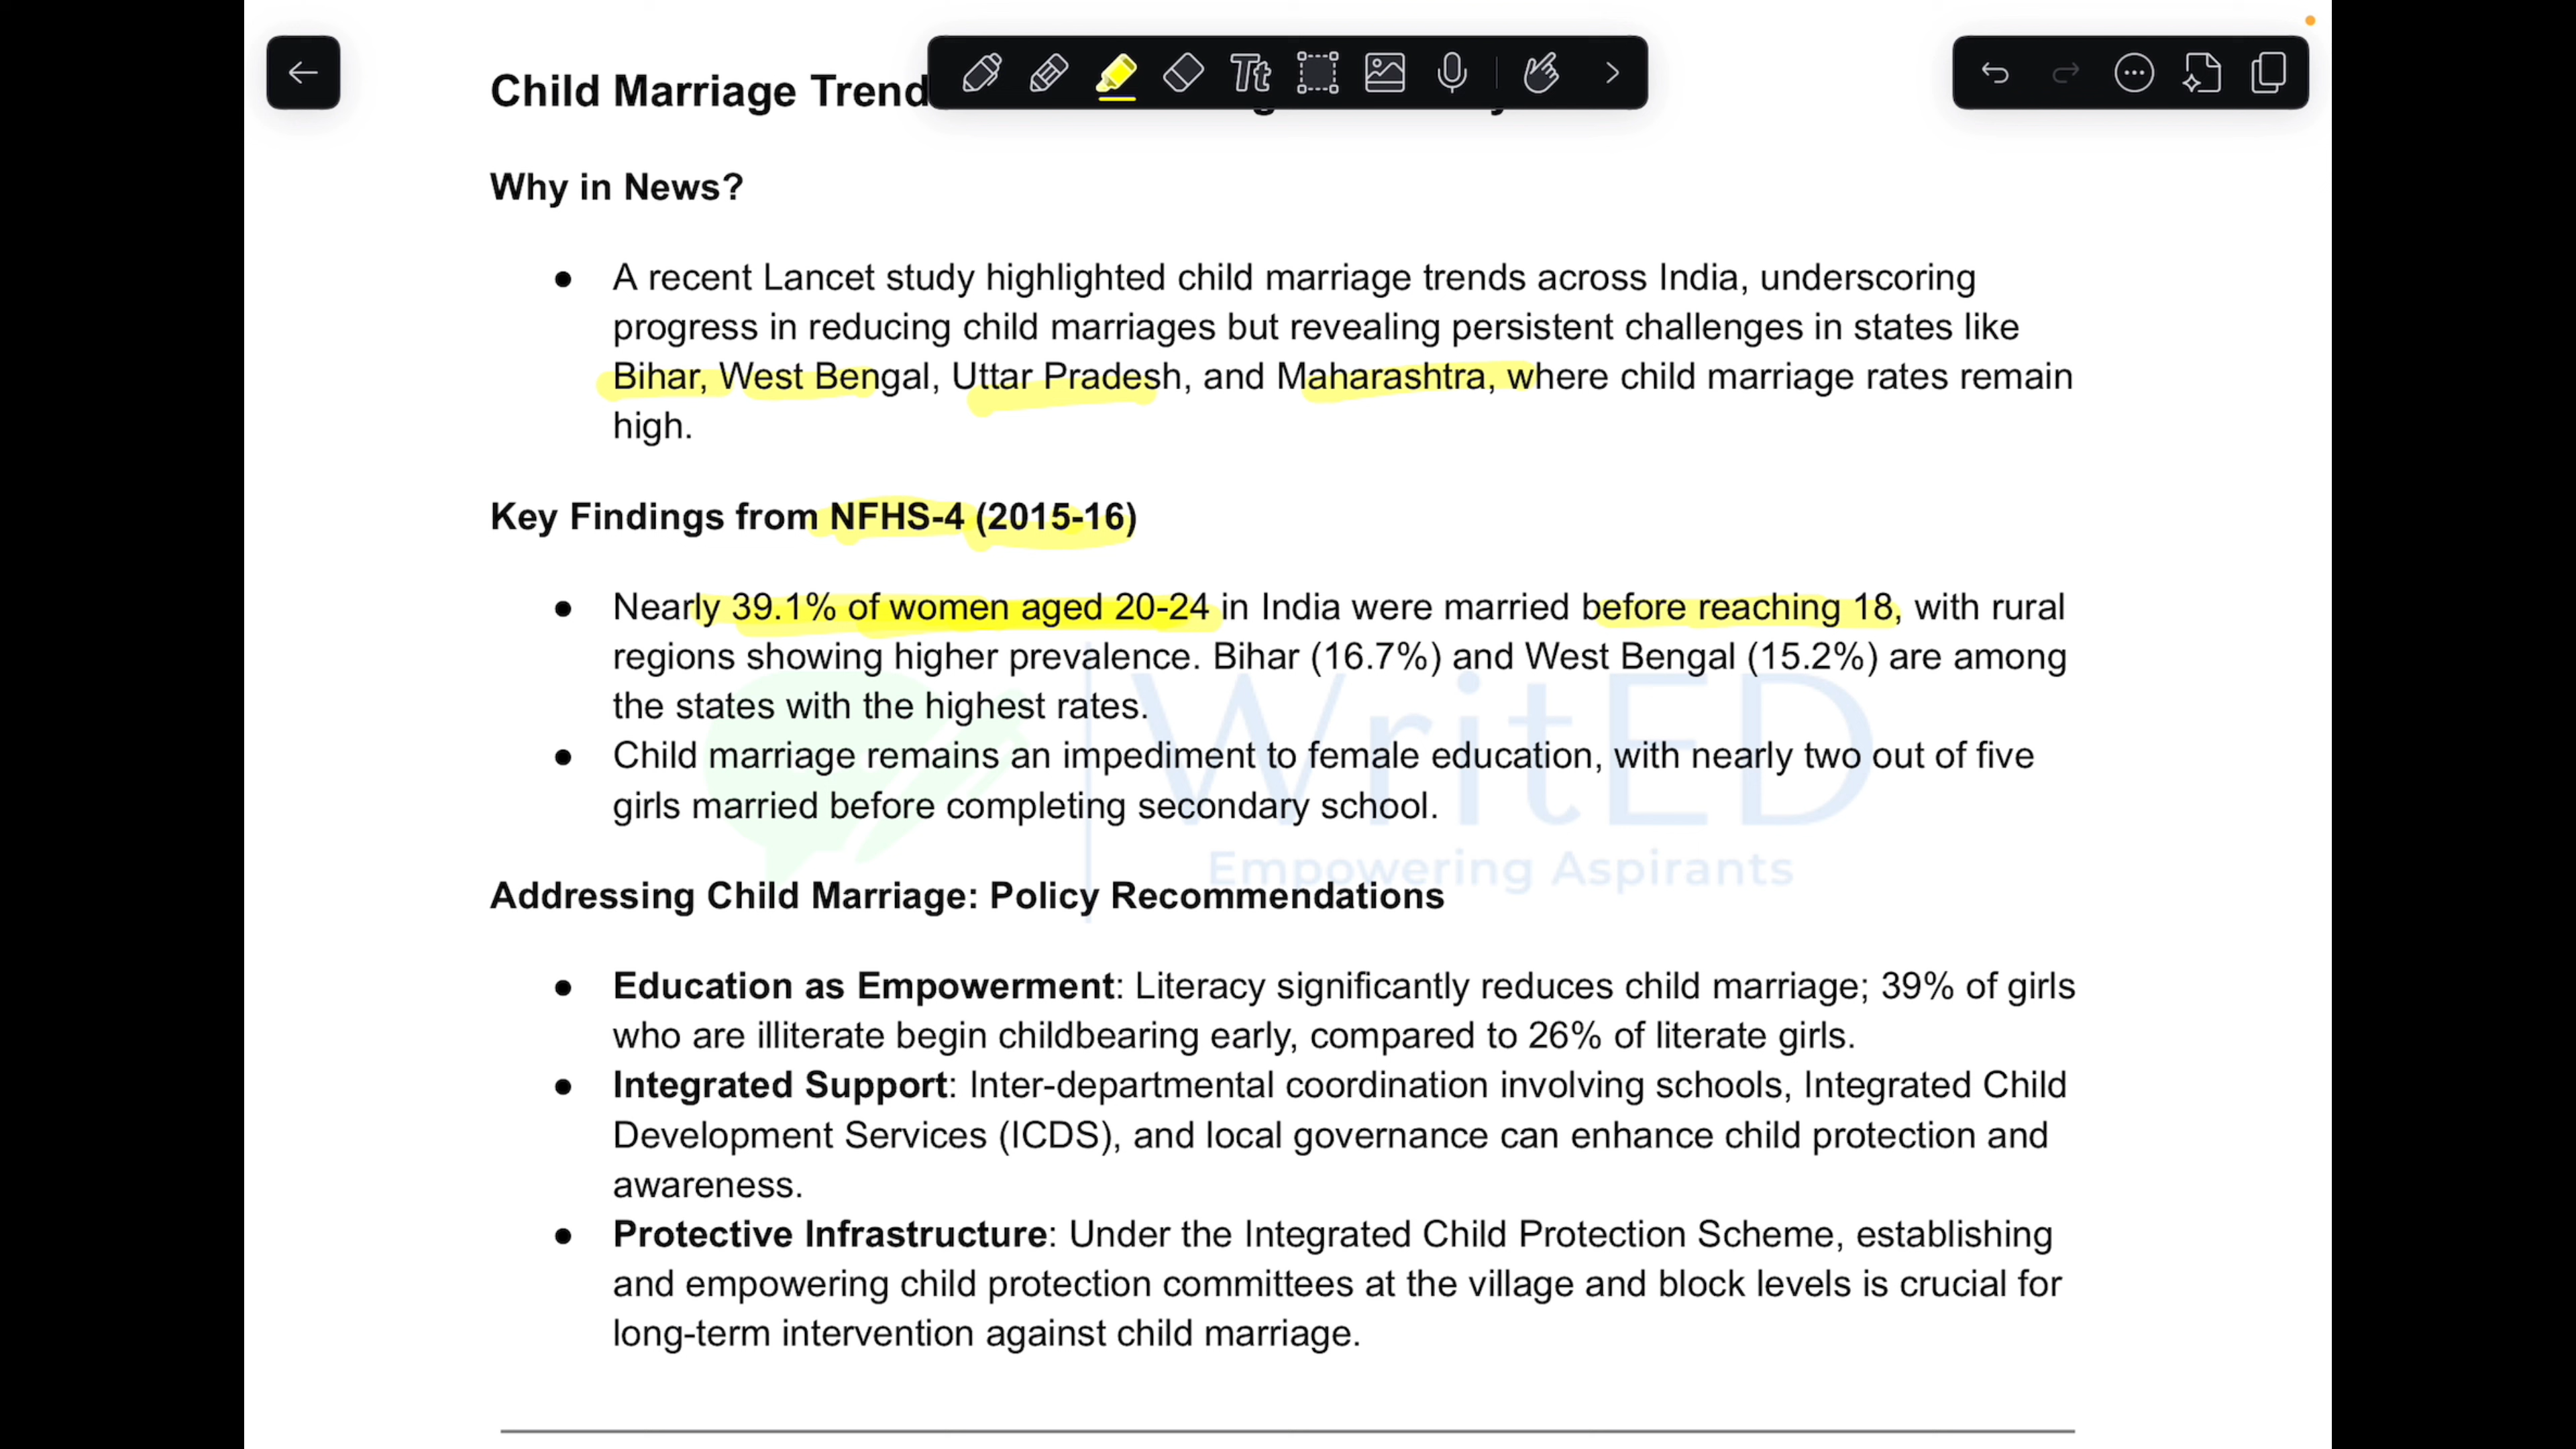 Child Marriage Trend
Why in News?
● A recent Lancet study highlighted child marriage trends across India, underscoring
progress in reducing child marriages but revealing persistent challenges in states like
Bihar, West Bengal, Uttar Pradesh, and Maharashtra, where child marriage rates remain
high.
Key Findings from NFHS-4 (2015-16)
● Nearly 39.1% of women aged 20-24 in India were married before reaching 18, with rural
regions showing higher prevalence. Bihar (16.7%) and West Bengal (15.2%) are among
the states with the highest rates.
● Child marriage remains an impediment to female education, with nearly two out of five
girls married before completing secondary school.
WritED
Empowering Aspirants
Addressing Child Marriage: Policy Recommendations
● Education as Empowerment: Literacy significantly reduces child marriage; 39% of girls
who are illiterate begin childbearing early, compared to 26% of literate girls.
● Integrated Support: Inter-departmental coordination involving schools, Integrated Child
Development Services (ICDS), and local governance can enhance child protection and
awareness.
● Protective Infrastructure: Under the Integrated Child Protection Scheme, establishing
and empowering child protection committees at the village and block levels is crucial for
long-term intervention against child marriage.